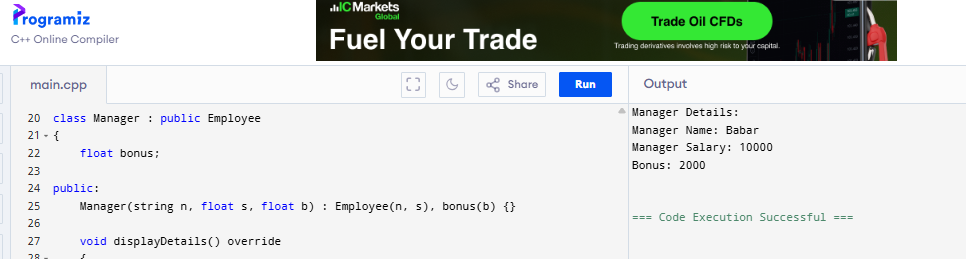 Programiz
C++ Online Compiler
IC Markets
Global
Fuel Your Trade
Trade Oil CFDs
Trading derivatives involves high risk to your capital.
main.cpp
Share
Run
Output
20 class Manager : public Employee
21 {
22 float bonus;
23
24 public:
25 Manager(string n, float s, float b) : Employee(n, s), bonus(b) {}
26
27 void displayDetails() override
28 {
Manager Details:
Manager Name: Babar
Manager Salary: 10000
Bonus: 2000
=== Code Execution Successful ===